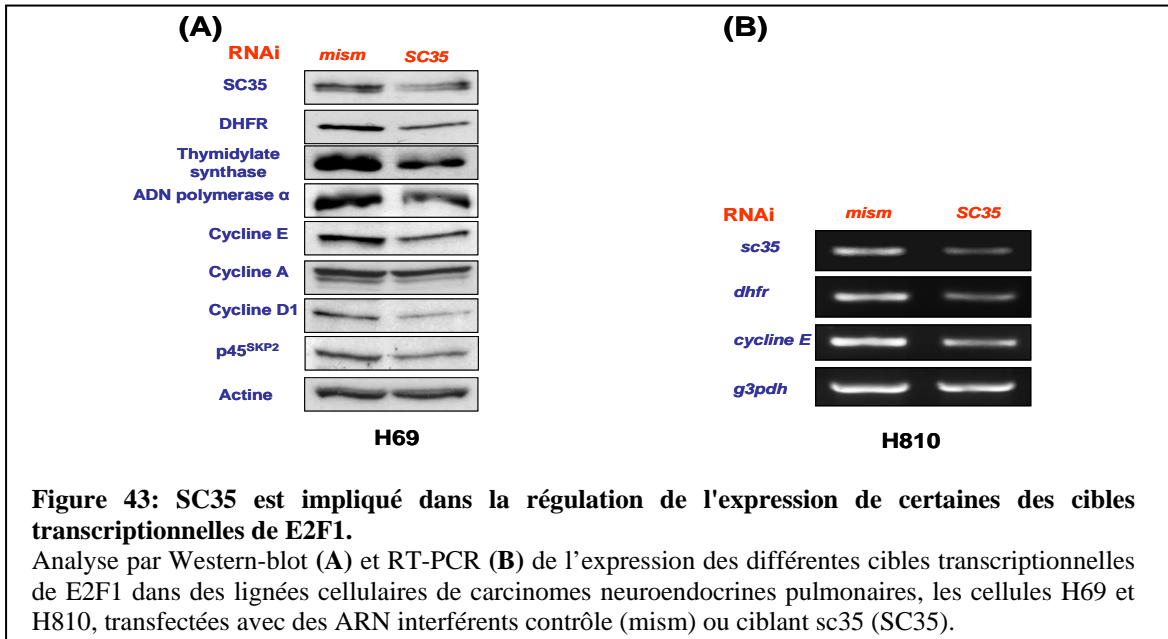 (A)
RNAi mism SC35
SC35
DHFR
Thymidylate
synthase
ADN polymerase α
Cycline E
Cycline A
Cycline D1
p45SKP2
Actine
H69
(B)
RNAi mism SC35
sc35
dhfr
cycline E
g3pdh
H810
Figure 43: SC35 est impliqué dans la régulation de l'expression de certaines des cibles
transcriptionnelles de E2F1.
Analyse par Western-blot (A) et RT-PCR (B) de l’expression des différentes cibles transcriptionnelles
de E2F1 dans des lignées cellulaires de carcinomes neuroendocrines pulmonaires, les cellules H69 et
H810, transfectées avec des ARN interférents contrôle (mism) ou ciblant sc35 (SC35).